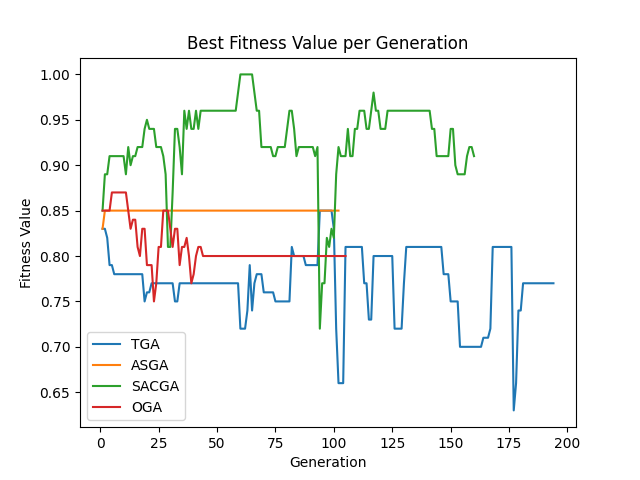 Best Fitness Value per Generation
Fitness Value
1.00
0.95
0.90
0.85
0.80
0.75
0.70
0.65
TGA
ASGA
SACGA
OGA
0 25 50 75 100 125 150 175 200
Generation